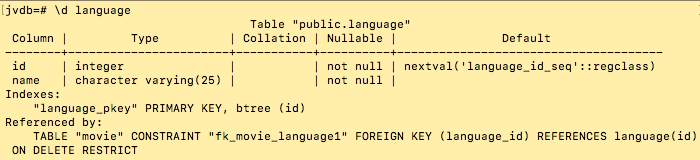 [jvdb=# \d language
                                 Table "public.language"
 Column |         Type          | Collation | Nullable |               Default
--------+-----------------------+-----------+----------+--------------------------------------
 id     | integer               |           | not null | nextval('language_id_seq'::regclass)
 name   | character varying(25) |           | not null |
Indexes:
    "language_pkey" PRIMARY KEY, btree (id)
Referenced by:
    TABLE "movie" CONSTRAINT "fk_movie_language1" FOREIGN KEY (language_id) REFERENCES language(id)
 ON DELETE RESTRICT